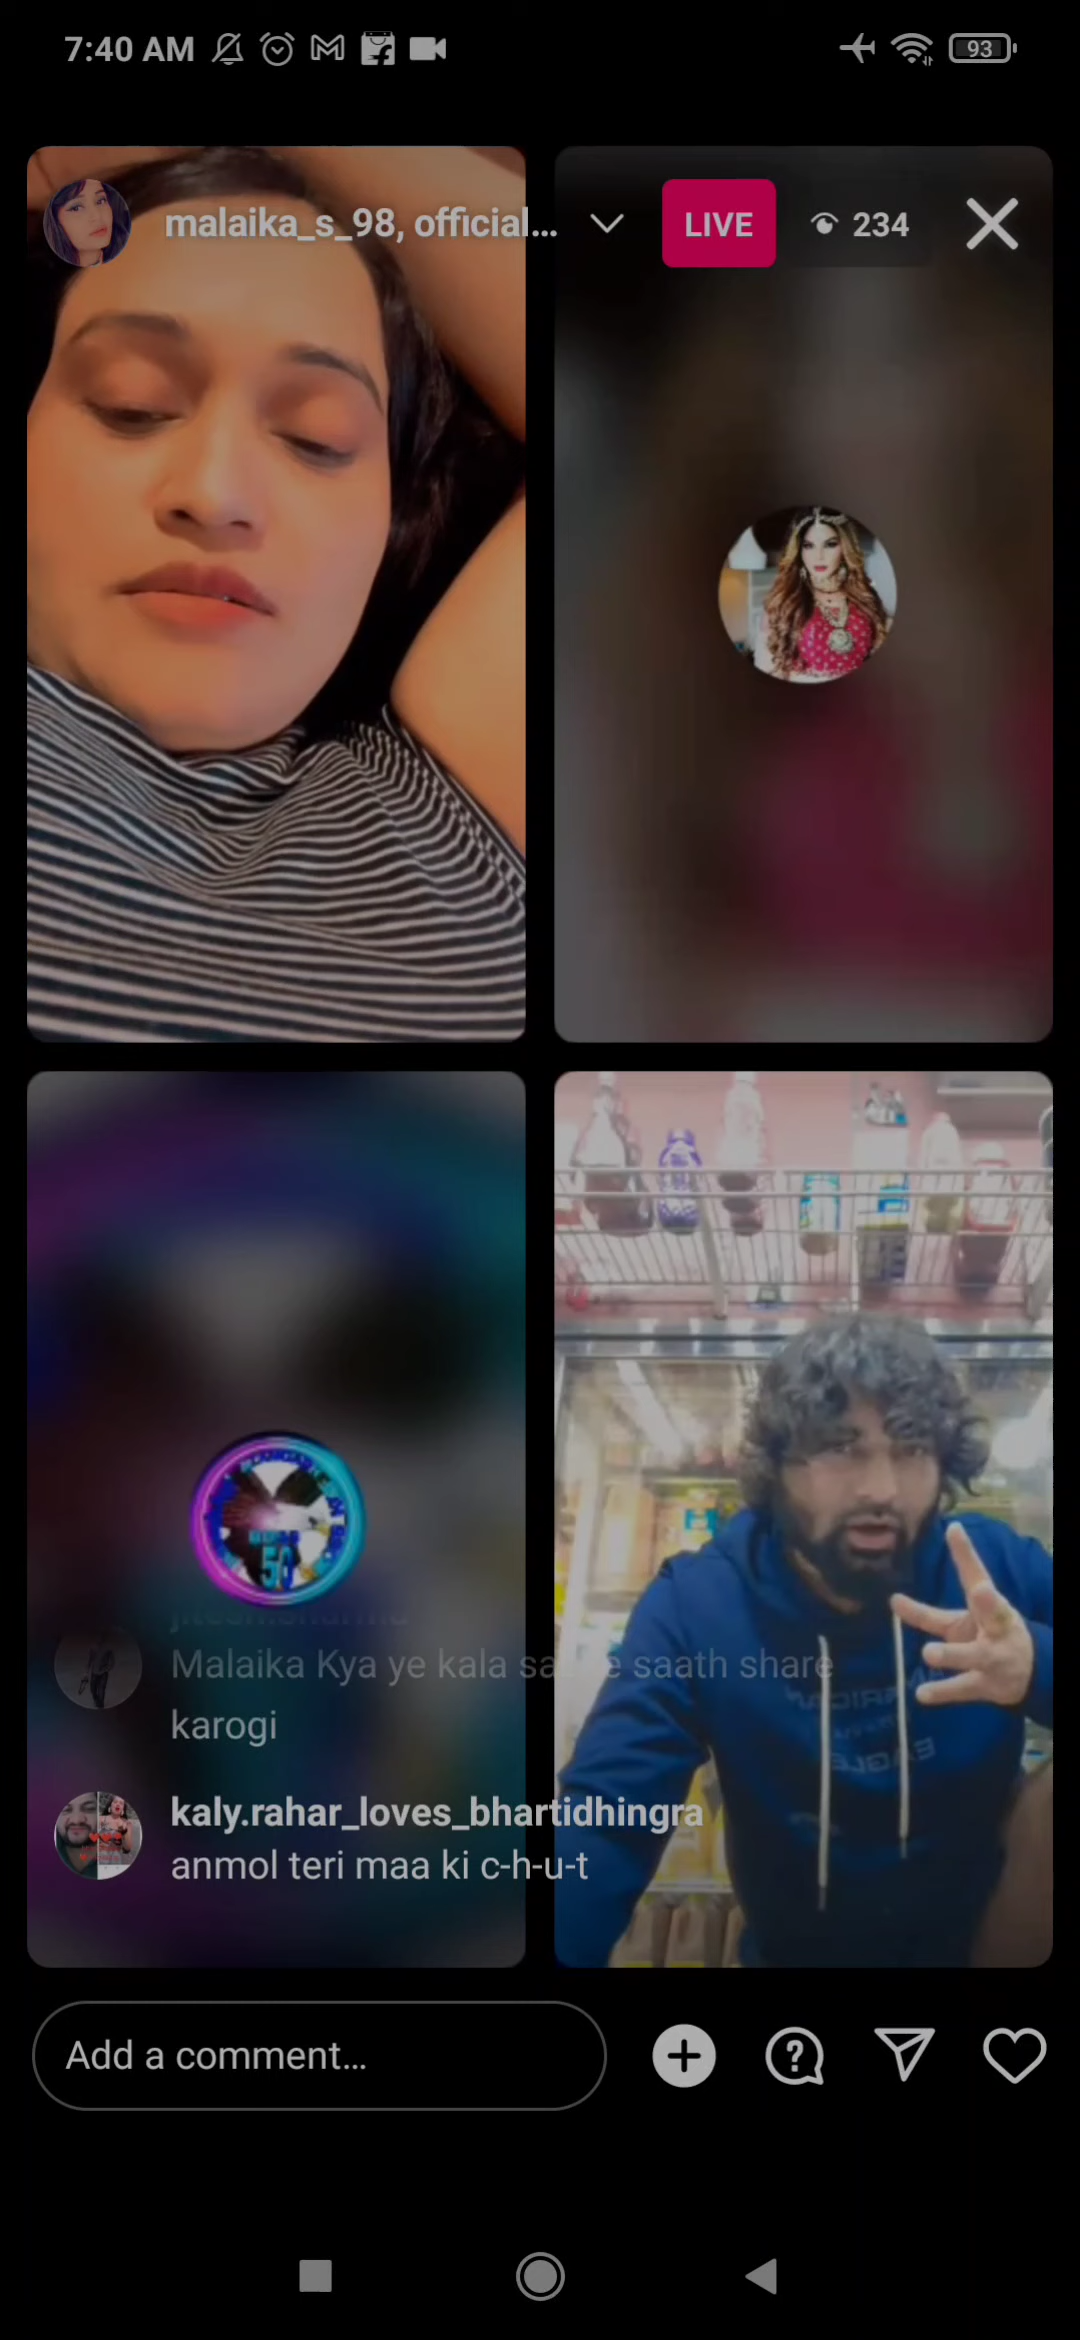 7:40 AM
93
malaika_s_98, official...
LIVE
234
50
Malaika Kya ye kala saath share
karogi
kaly.rahar_loves_bhartidhingra
anmol teri maa ki c-h-u-t
Add a comment...